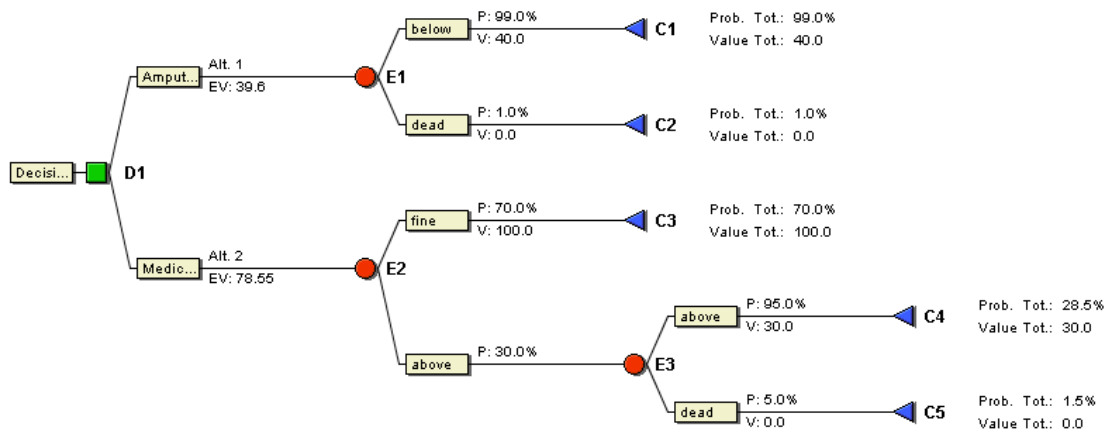 P: 99.0% Prob. Tot.: 99.0%
below C1
V: 40.0 Value Tot.: 40.0
Alt. 1
Amput... E1
EV: 39.6
P: 1.0% Prob. Tot.: 1.0%
dead C2
V: 0.0 Value Tot.: 0.0
Decisi... D1
P: 70.0% Prob. Tot.: 70.0%
fine C3
V: 100.0 Value Tot.: 100.0
Alt. 2
Medic... E2
EV: 78.55
P: 95.0% Prob. Tot.: 28.5%
above C4
V: 30.0 Value Tot.: 30.0
P: 30.0%
above E3
P: 5.0% Prob. Tot.: 1.5%
dead C5
V: 0.0 Value Tot.: 0.0